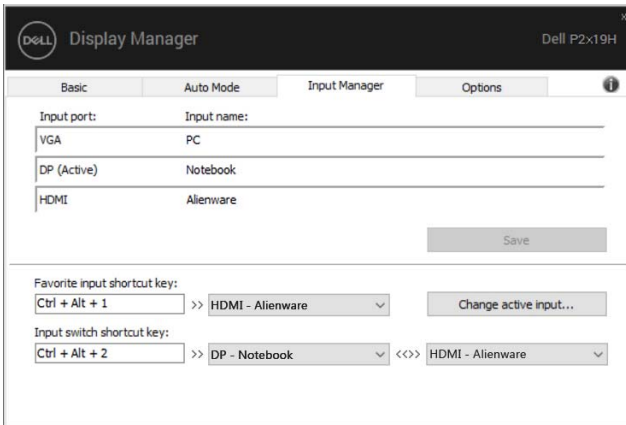 x
DELL Display Manager Dell P2x19H
Basic Auto Mode Input Manager Options i
Input port: Input name:
VGA PC
DP (Active) Notebook
HDMI Alienware
Save
Favorite input shortcut key:
Ctrl + Alt + 1 >> HDMI - Alienware Change active input...
Input switch shortcut key:
Ctrl + Alt + 2 >> DP - Notebook <<>> HDMI - Alienware